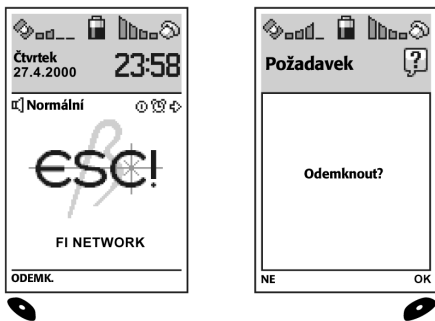 Čtvrtek
27.4.2000
23:58
Normální
ESC!
FI NETWORK
ODEMK.
Požadavek
?
Odemknout?
NE
OK